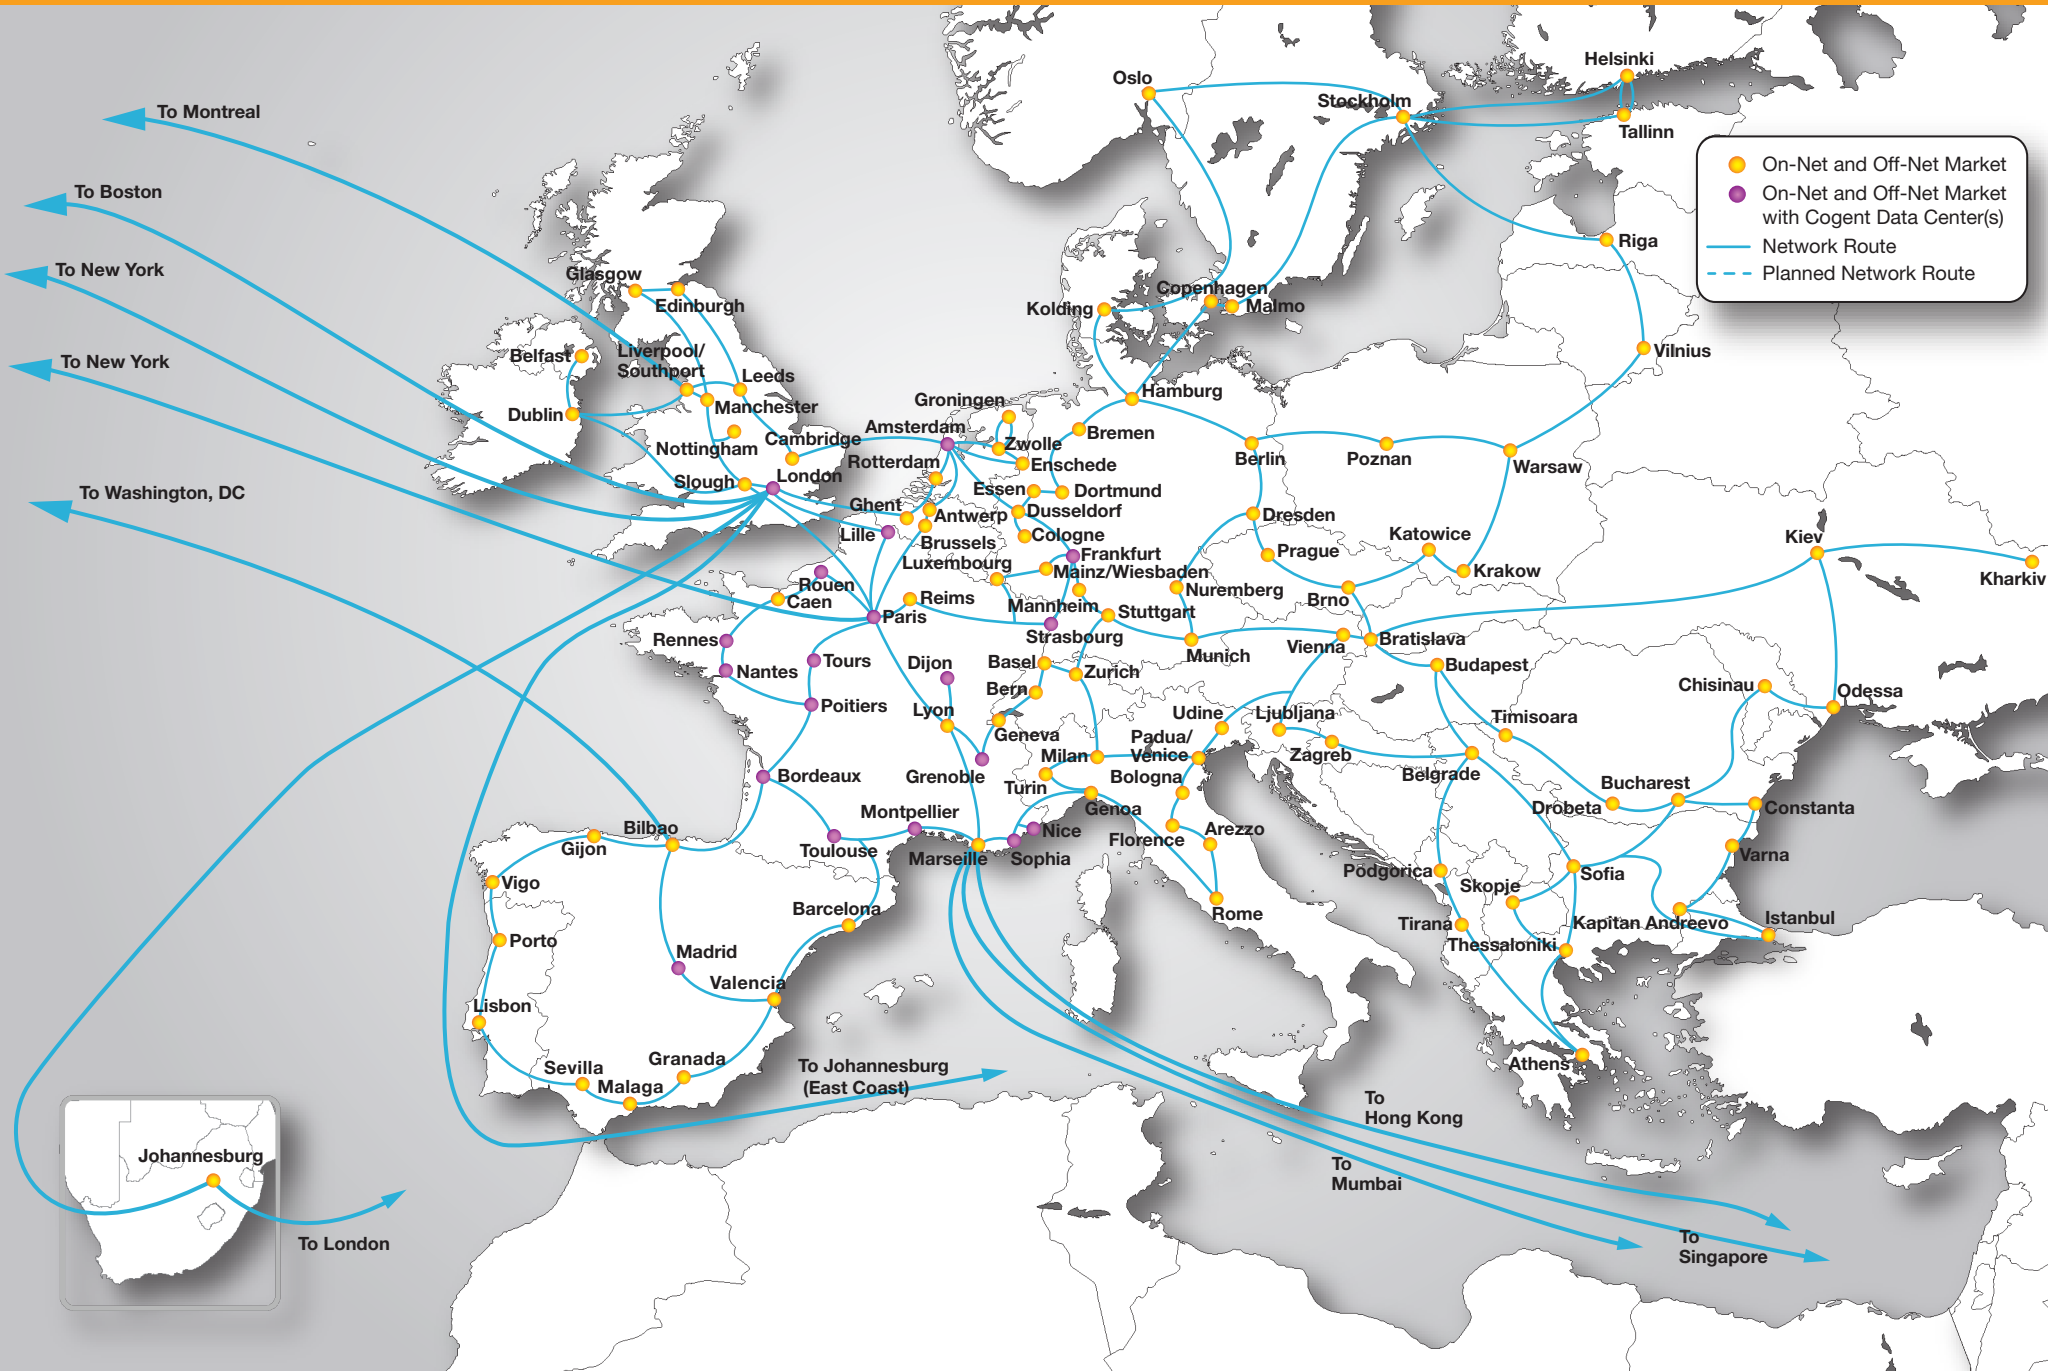 To Montreal
To Boston
To New York
To New York
To Washington, DC
Oslo
Stockholm
Helsinki
Tallinn
On-Net and Off-Net Market
On-Net and Off-Net Market
with Cogent Data Center(s)
Network Route
Planned Network Route
Riga
Vilnius
Glasgow
Edinburgh
Belfast
Liverpool/
Southport
Leeds
Manchester
Dublin
Nottingham
Cambridge
Slough
London
Kolding
Copenhagen
Malmo
Hamburg
Groningen
Amsterdam
Bremen
Zwolle
Rotterdam
Enschede
Essen
Dortmund
Ghent
Antwerp
Dusseldorf
Lille
Brussels
Cologne
Luxembourg
Frankfurt
Mainz/Wiesbaden
Berlin
Poznan
Warsaw
Dresden
Prague
Katowice
Krakow
Nuremberg
Brno
Kiev
Kharkiv
Rouen
Caen
Reims
Paris
Mannheim
Stuttgart
Strasbourg
Rennes
Nantes
Tours
Poitiers
Dijon
Basel
Zurich
Bern
Munich
Vienna
Bratislava
Budapest
Lyon
Geneva
Grenoble
Udine
Ljubljana
Padua/
Venice
Milan
Zagreb
Bologna
Turin
Genoa
Timisoara
Chisinau
Odessa
Belgrade
Bucharest
Drobeta
Constanta
Bordeaux
Montpellier
Nice
Toulouse
Marseille
Sophia
Florence
Arezzo
Rome
Bilbao
Gijon
Vigo
Porto
Barcelona
Madrid
Valencia
Lisbon
Sevilla
Malaga
Granada
Varna
Podgorica
Skopje
Sofia
Tirana
Kapitan Andreevo
Istanbul
Thessaloniki
Athens
To Johannesburg
(East Coast)
To
Hong Kong
To
Mumbai
To
Singapore
Johannesburg
To London